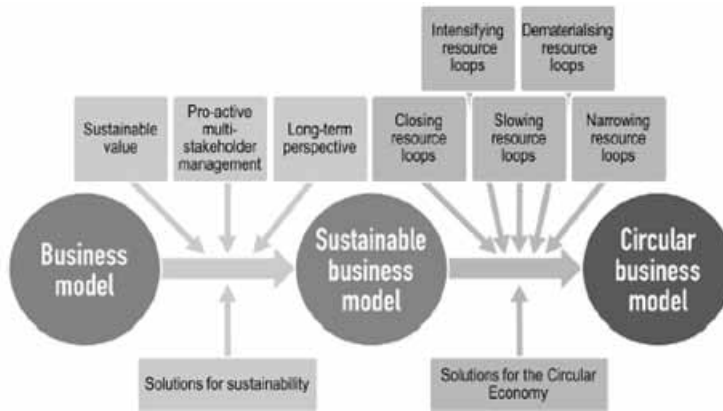 Intensifying
resource
loops
Dematerialising
resource
loops
Sustainable
value
Pro-active
multi-
stakeholder
management
Long-term
perspective
Closing
resource
loops
Slowing
resource
loops
Narrowing
resource
loops
Business
model
Sustainable
business
model
Circular
business
model
Solutions for sustainability
Solutions for the Circular
Economy